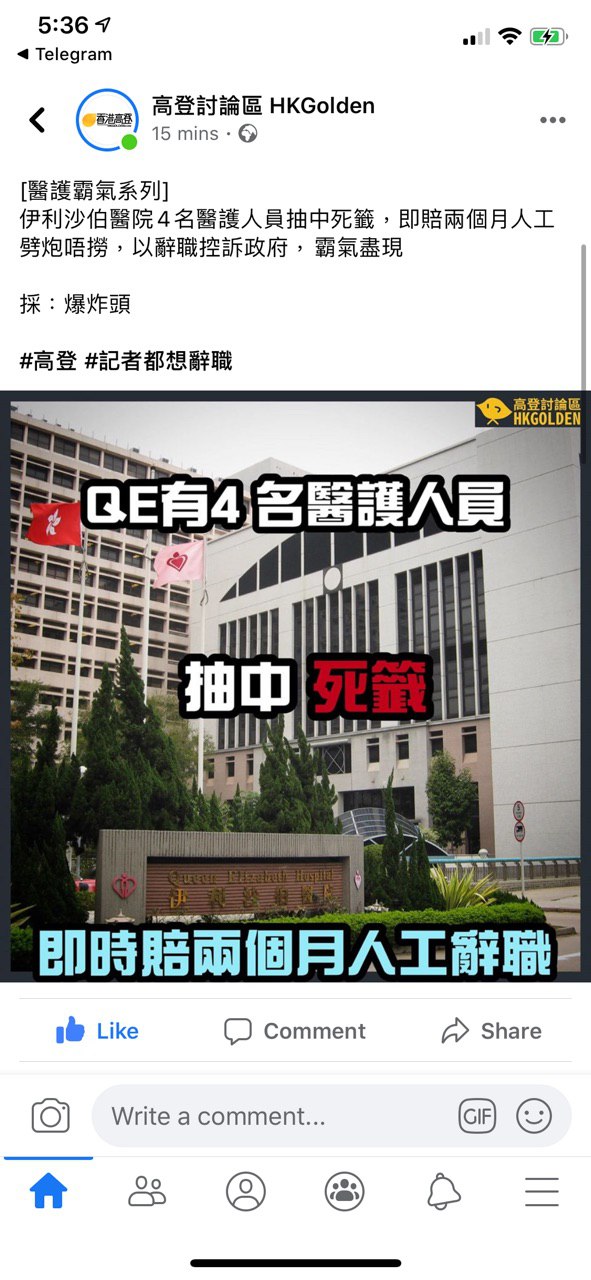 5:36
◀ Telegram
香港高登
高登討論區 HKGolden
15 mins ·
[醫護霸氣系列]
伊利沙伯醫院4名醫護人員抽中死籤，即賠兩個月人工
劈炮唔撈，以辭職控訴政府， 霸氣盡現
採：爆炸頭
#高登 #記者都想辭職
高登討論區
HKGOLDEN
QE有4 名醫護人員
抽中 死籤
Queen Elizabeth Hospital
伊利沙伯醫院
即時賠兩個月人工辭職
Like
Comment
Share
Write a comment...
GIF